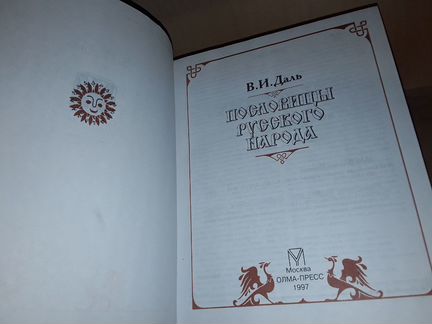 В.И. Даль
ПОСЛОВИЦЫ
РУССКОГО
НАРОДА
Москва
ОЛМА-ПРЕСС
1997